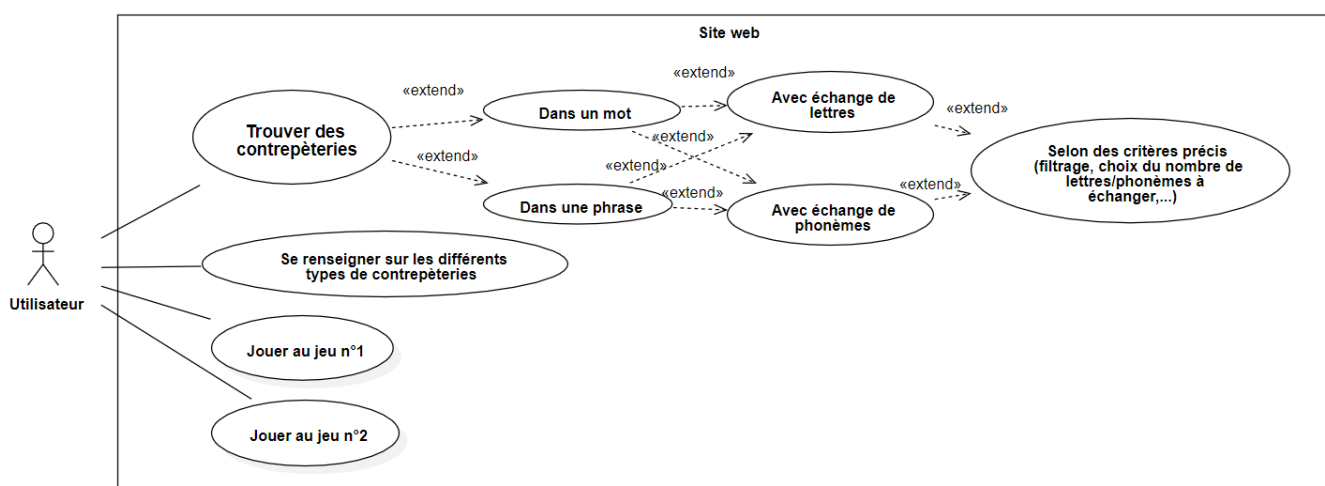 Site web
«extend»
«extend»
Dans un mot
«extend»
Avec échange de
lettres
«extend»
Trouver des
contrepèteries
«extend»
«extend»
Dans une phrase
«extend»
Avec échange de
phonèmes
«extend»
Selon des critères précis
(filtrage, choix du nombre de
lettres/phonèmes à
échanger,...)
Utilisateur
Se renseigner sur les différents
types de contrepèteries
Jouer au jeu n°1
Jouer au jeu n°2